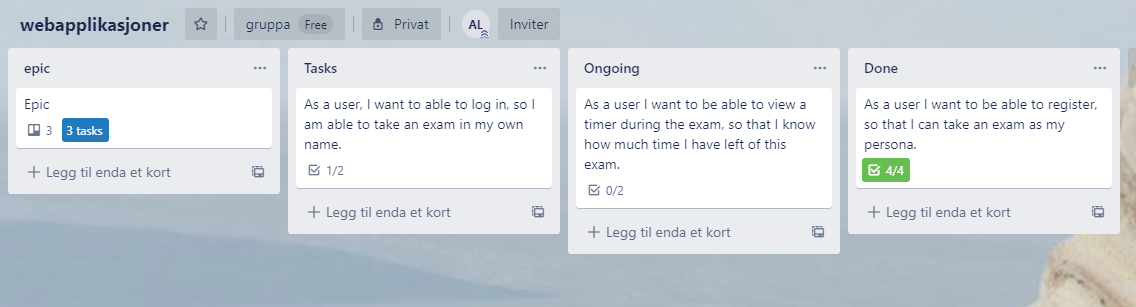 webapplikasjoner
gruppa Free
Privat
AL
Inviter
epic
Epic
3 3 tasks
+ Legg til enda et kort
Tasks
As a user, I want to able to log in, so I
am able to take an exam in my own
name.
1/2
+ Legg til enda et kort
Ongoing
As a user I want to be able to view a
timer during the exam, so that I know
how much time I have left of this
exam.
0/2
+ Legg til enda et kort
Done
As a user I want to be able to register,
so that I can take an exam as my
persona.
4/4
+ Legg til enda et kort